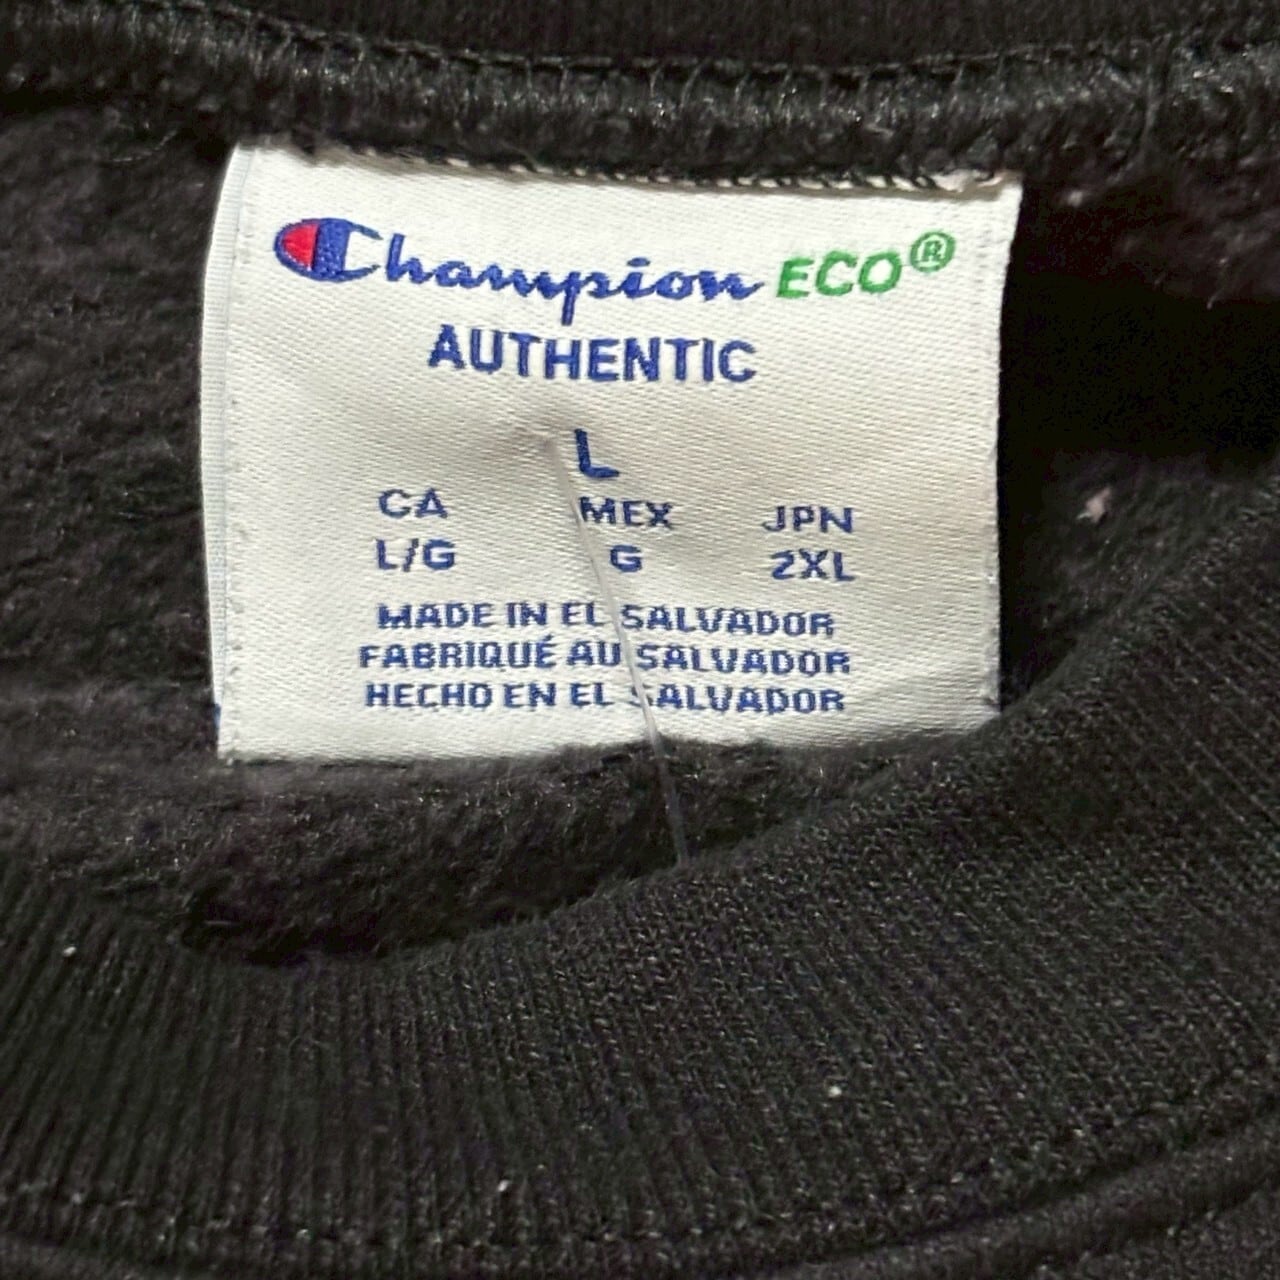 Champion ECO®
AUTHENTIC
L
CA MEX JPN
L/G G 2XL
MADE IN EL SALVADOR
FABRIQUÉ AU SALVADOR
HECHO EN EL SALVADOR